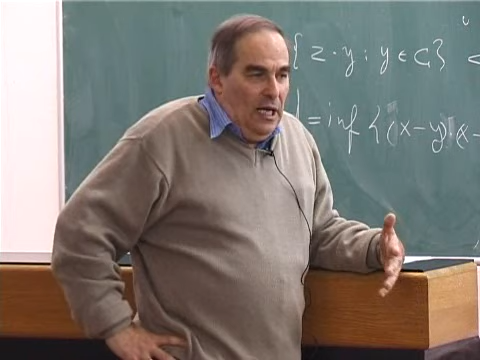 { z · y : y ∈ C }
= inf { (x - y) · (x -